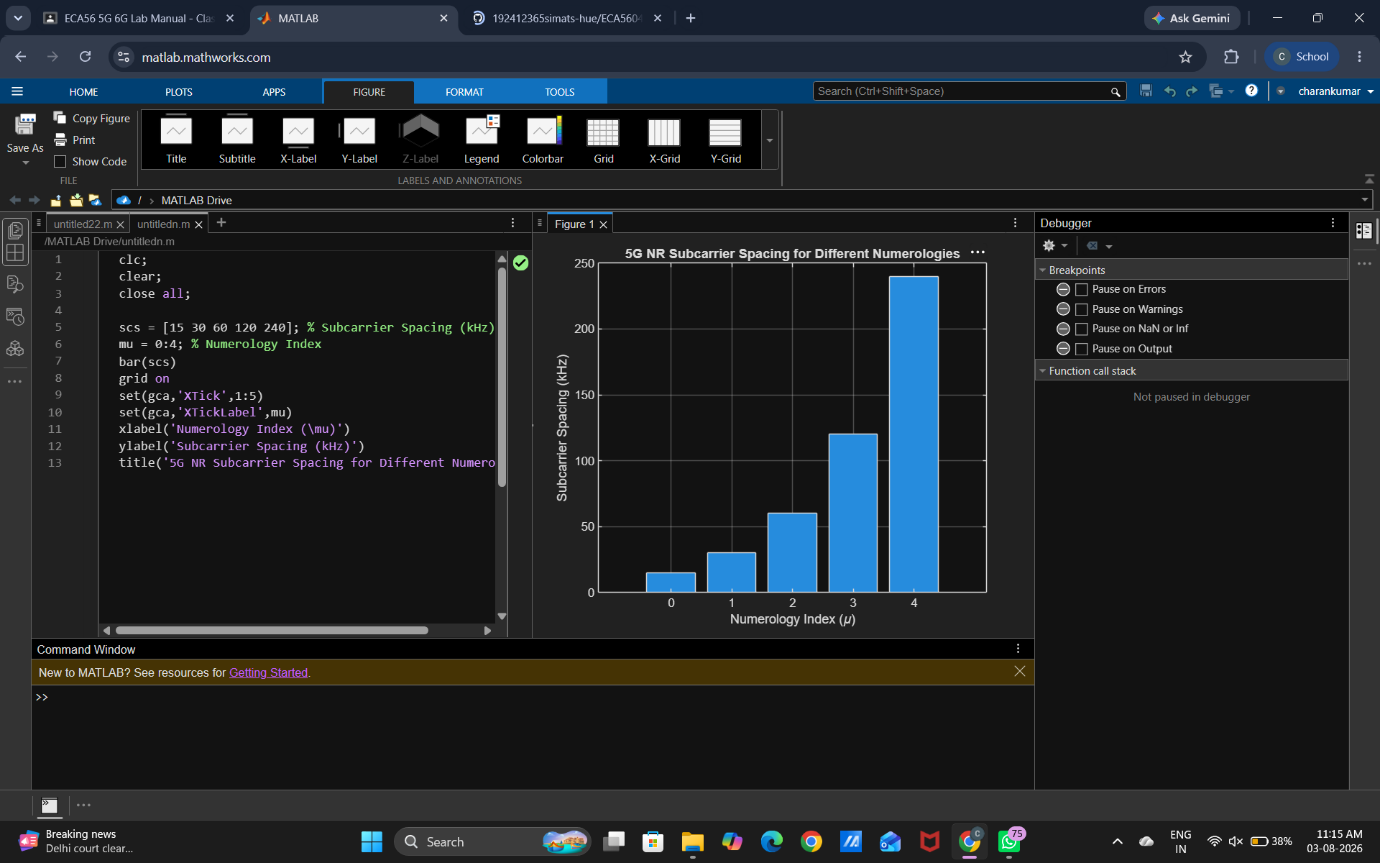 ECA56 5G 6G Lab Manual - Clas
MATLAB
192412365simats-hue/ECA5604
Ask Gemini
matlab.mathworks.com
C School
HOME PLOTS APPS FIGURE FORMAT TOOLS
Search (Ctrl+Shift+Space)
charankumar
Save As
Copy Figure
Print
Show Code
FILE
Title Subtitle X-Label Y-Label Z-Label Legend Colorbar Grid X-Grid Y-Grid
LABELS AND ANNOTATIONS
/ > MATLAB Drive
untitled22.m untitledn.m
/MATLAB Drive/untitledn.m
1 clc;
2 clear;
3 close all;
4
5 scs = [15 30 60 120 240]; % Subcarrier Spacing (kHz)
6 mu = 0:4; % Numerology Index
7 bar(scs)
8 grid on
9 set(gca,'XTick',1:5)
10 set(gca,'XTickLabel',mu)
11 xlabel('Numerology Index (\mu)')
12 ylabel('Subcarrier Spacing (kHz)')
13 title('5G NR Subcarrier Spacing for Different Numero
Figure 1
5G NR Subcarrier Spacing for Different Numerologies
250
200
150
100
50
0
Subcarrier Spacing (kHz)
0 1 2 3 4
Numerology Index (μ)
Debugger
Breakpoints
Pause on Errors
Pause on Warnings
Pause on NaN or Inf
Pause on Output
Function call stack
Not paused in debugger
Command Window
New to MATLAB? See resources for Getting Started.
>>
Breaking news
Delhi court clear...
Search
C
75
ENG
IN
38%
11:15 AM
03-08-2026